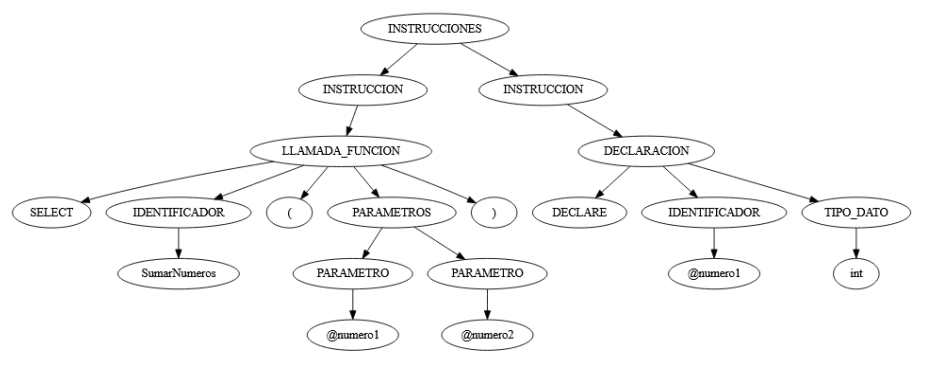 INSTRUCCIONES
INSTRUCCION INSTRUCCION
LLAMADA_FUNCION DECLARACION
SELECT IDENTIFICADOR ( PARAMETROS ) DECLARE IDENTIFICADOR TIPO_DATO
SumarNumeros PARAMETRO PARAMETRO @numero1 int
@numero1 @numero2